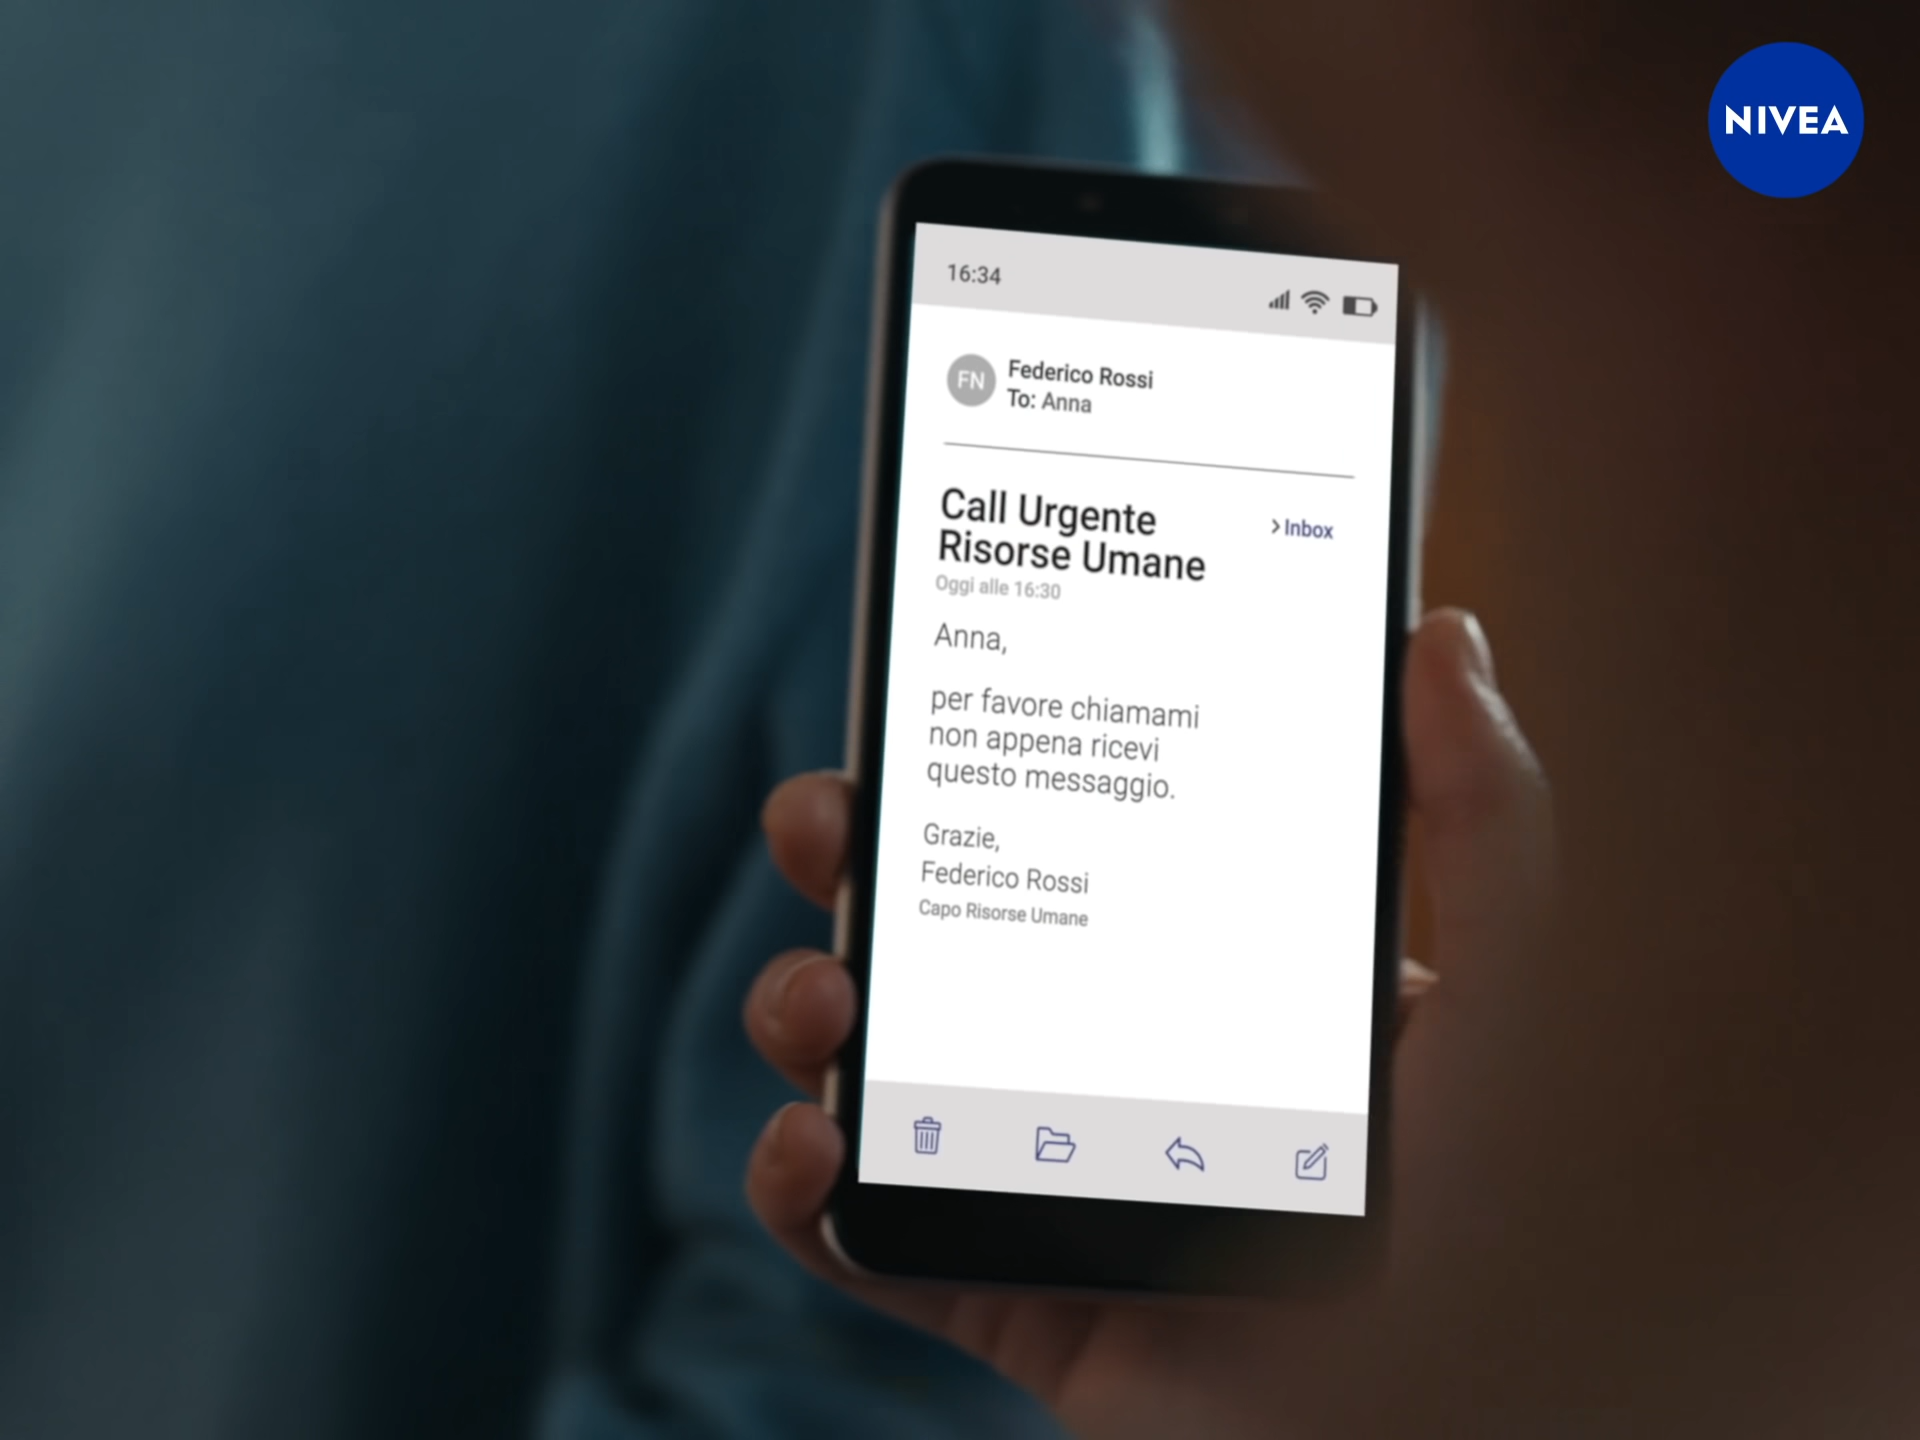 NIVEA
16:34
FN
Federico Rossi
To: Anna
Call Urgente
Risorse Umane
> Inbox
Oggi alle 16:30
Anna,
per favore chiamami
non appena ricevi
questo messaggio.
Grazie,
Federico Rossi
Capo Risorse Umane